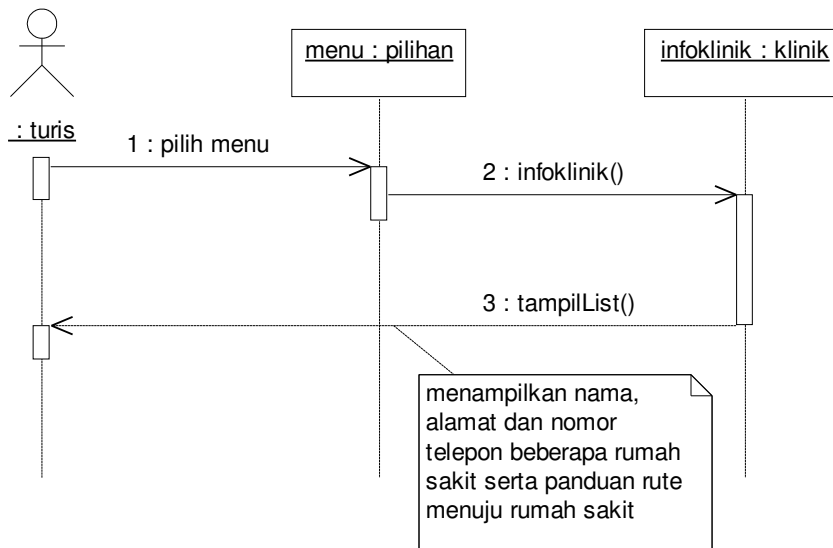 menu : pilihan
infoklinik : klinik
: turis
1 : pilih menu
2 : infoklinik()
3 : tampilList()
menampilkan nama,
alamat dan nomor
telepon beberapa rumah
sakit serta panduan rute
menuju rumah sakit